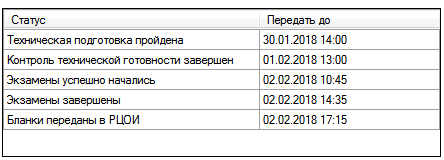 Статус Передать до
Техническая подготовка пройдена 30.01.2018 14:00
Контроль технической готовности завершен 01.02.2018 13:00
Экзамены успешно начались 02.02.2018 10:45
Экзамены завершены 02.02.2018 14:35
Бланки переданы в РЦОИ 02.02.2018 17:15